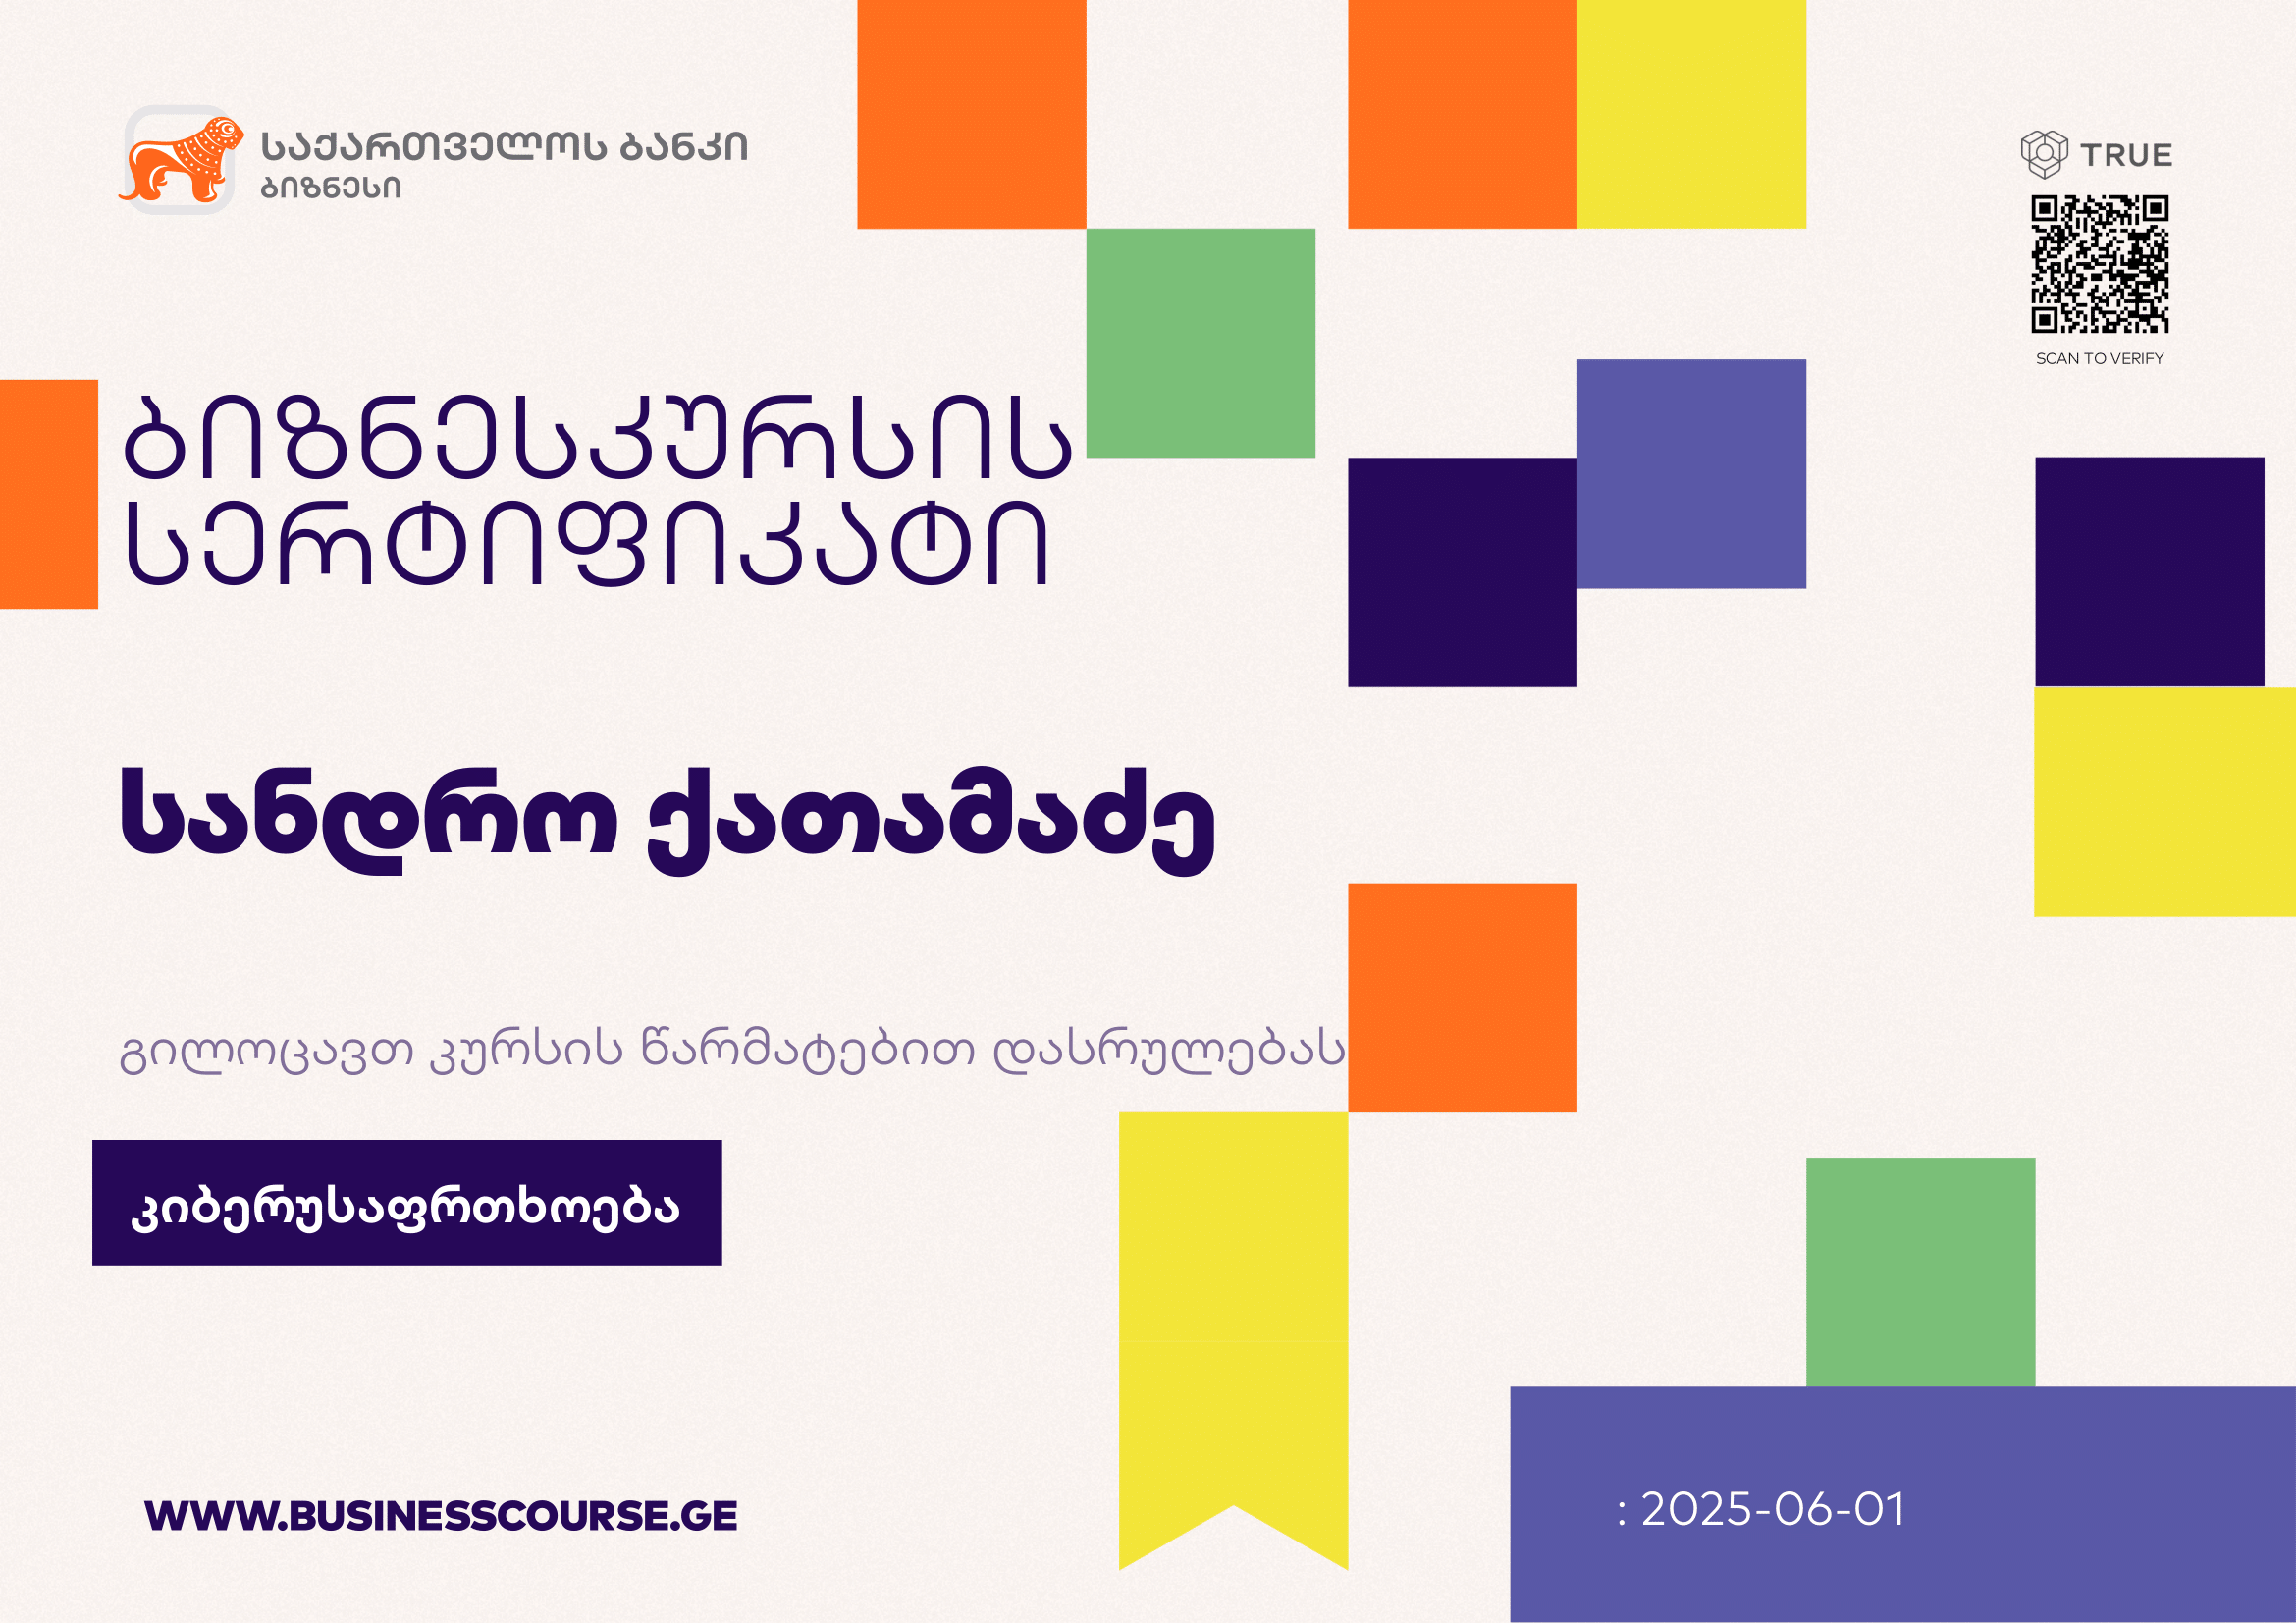 საქართველოს ბანკი
ბიზნესი
TRUE
SCAN TO VERIFY
ბიზნესკურსის
სერტიფიკატი
სანდრო ქათამაძე
გილოცავთ კურსის წარმატებით დასრულებას
კიბერუსაფრთხოება
WWW.BUSINESSCOURSE.GE
: 2025-06-01